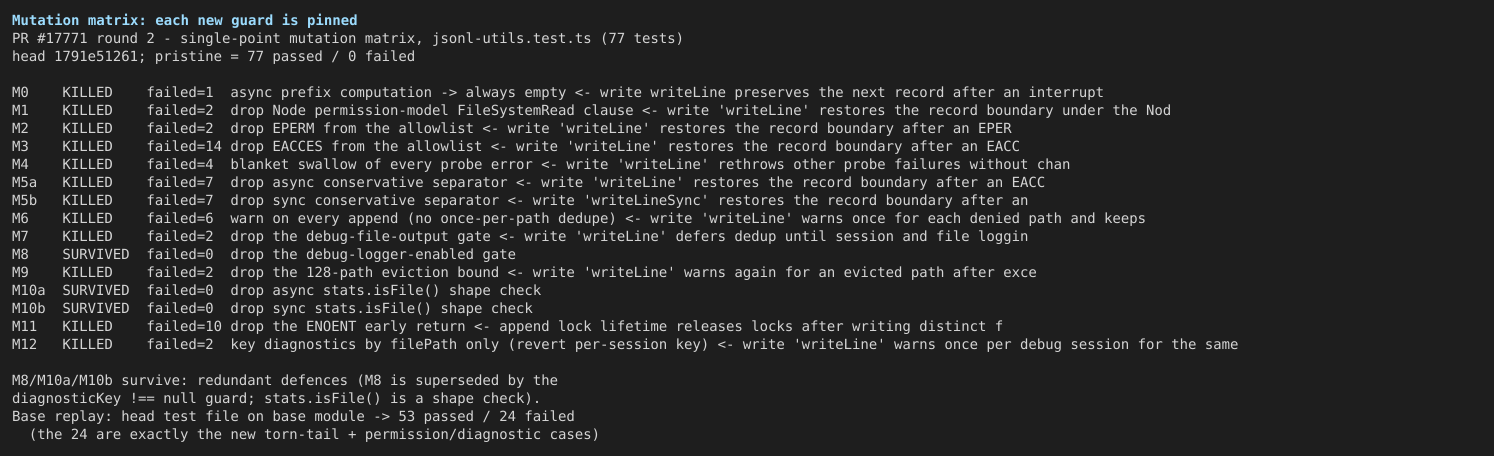 Mutation matrix: each new guard is pinned
PR #17771 round 2 - single-point mutation matrix, jsonl-utils.test.ts (77 tests)
head 1791e51261; pristine = 77 passed / 0 failed
M0 KILLED failed=1 async prefix computation -> always empty <- write writeLine preserves the next record after an interrupt
M1 KILLED failed=2 drop Node permission-model FileSystemRead clause <- write 'writeLine' restores the record boundary under the Nod
M2 KILLED failed=2 drop EPERM from the allowlist <- write 'writeLine' restores the record boundary after an EPER
M3 KILLED failed=14 drop EACCES from the allowlist <- write 'writeLine' restores the record boundary after an EACC
M4 KILLED failed=4 blanket swallow of every probe error <- write 'writeLine' rethrows other probe failures without chan
M5a KILLED failed=7 drop async conservative separator <- write 'writeLine' restores the record boundary after an EACC
M5b KILLED failed=7 drop sync conservative separator <- write 'writeLineSync' restores the record boundary after an
M6 KILLED failed=6 warn on every append (no once-per-path dedupe) <- write 'writeLine' warns once for each denied path and keeps
M7 KILLED failed=2 drop the debug-file-output gate <- write 'writeLine' defers dedup until session and file loggin
M8 SURVIVED failed=0 drop the debug-logger-enabled gate
M9 KILLED failed=2 drop the 128-path eviction bound <- write 'writeLine' warns again for an evicted path after exce
M10a SURVIVED failed=0 drop async stats.isFile() shape check
M10b SURVIVED failed=0 drop sync stats.isFile() shape check
M11 KILLED failed=10 drop the ENOENT early return <- append lock lifetime releases locks after writing distinct f
M12 KILLED failed=2 key diagnostics by filePath only (revert per-session key) <- write 'writeLine' warns once per debug session for the same
M8/M10a/M10b survive: redundant defences (M8 is superseded by the
diagnosticKey !== null guard; stats.isFile() is a shape check).
Base replay: head test file on base module -> 53 passed / 24 failed
(the 24 are exactly the new torn-tail + permission/diagnostic cases)